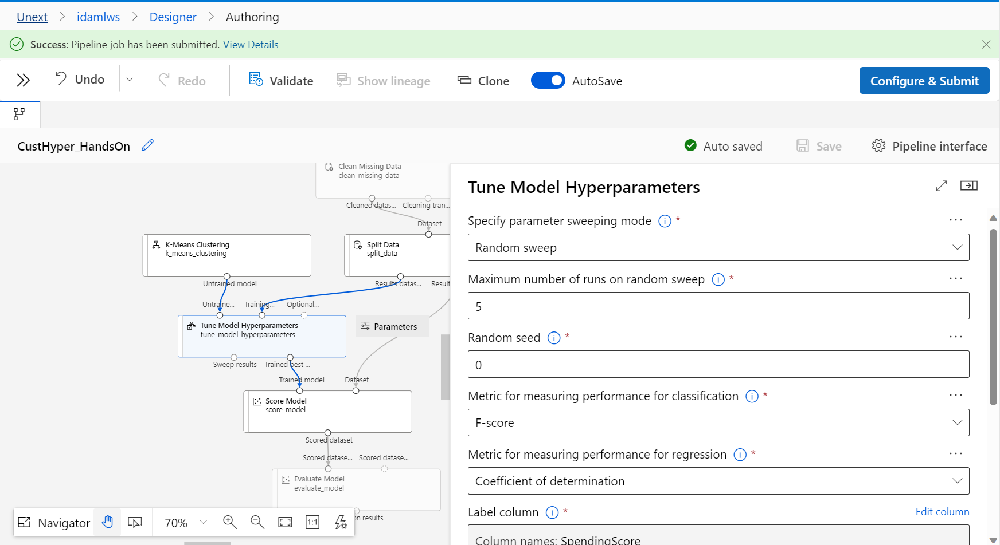 Unext > idamlws > Designer > Authoring
Success: Pipeline job has been submitted. View Details
Undo
Redo
Validate
Show lineage
Clone
AutoSave
Configure & Submit
CustHyper_HandsOn
Auto saved
Save
Pipeline interface
Clean Missing Data
clean_missing_data
Cleaned datas...
Cleaning tran...
Dataset
K-Means Clustering
k_means_clustering
Split Data
split_data
Untrained model
Results datas...
Result
Untraine...
Training...
Optional...
Tune Model Hyperparameters
tune_model_hyperparameters
Parameters
Sweep results
Trained best ...
Trained model
Dataset
Score Model
score_model
Scored dataset
Scored datase...
Scored datase...
Evaluate Model
evaluate_model
on results
Navigator
70%
1:1
Tune Model Hyperparameters
Specify parameter sweeping mode *
Random sweep
Maximum number of runs on random sweep *
5
Random seed *
0
Metric for measuring performance for classification *
F-score
Metric for measuring performance for regression *
Coefficient of determination
Label column *
Edit column
Column names: SpendingScore